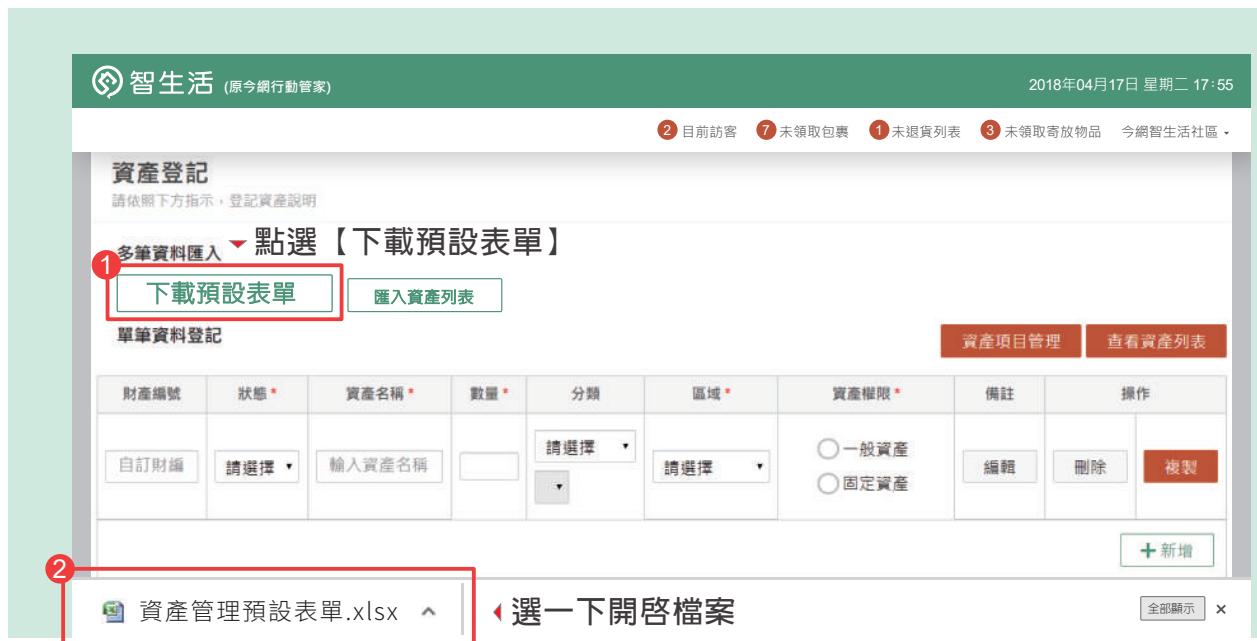 智生活 (原今網行動管家)
2018年04月17日 星期二 17:55
2 目前訪客 7 未領取包裹 1 未退貨列表 3 未領取寄放物品 今網智生活社區
資產登記
請依照下方指示,登記資產說明
多筆資料匯入 點選【下載預設表單】
1
下載預設表單 匯入資產列表
單筆資料登記 資產項目管理 查看資產列表
財產編號 狀態* 資產名稱* 數量* 分類 區域* 資產權限* 備註 操作
自訂財編 請選擇 輸入資產名稱 請選擇 請選擇 一般資產 編輯 刪除 複製
固定資產
+新增
2
資產管理預設表單.xlsx 選一下開啓檔案 全部顯示 ×